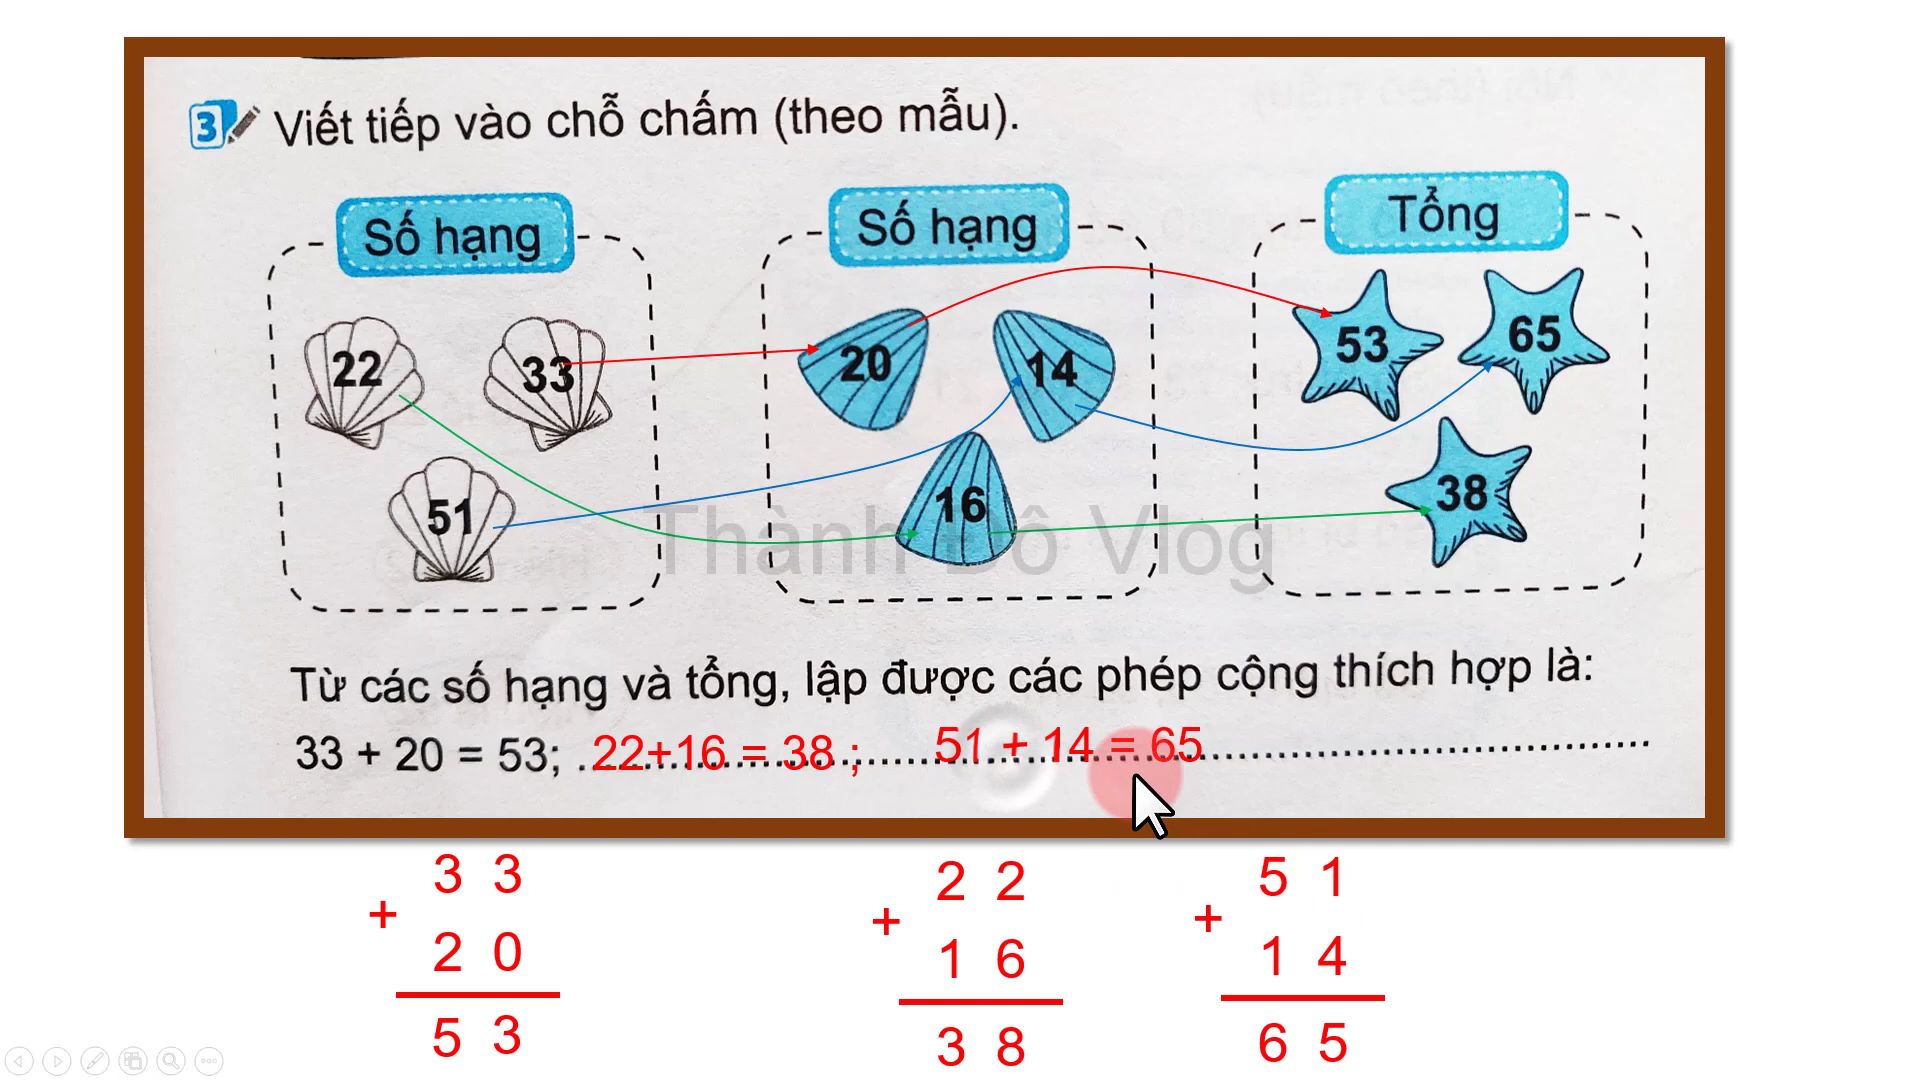 3 Viết tiếp vào chỗ chấm (theo mẫu).
Số hạng Số hạng Tổng
22 33 20 14 53 65
51 16 38
Thành Đô Vlog
Từ các số hạng và tổng, lập được các phép cộng thích hợp là:
33 + 20 = 53; 22+16 = 38 ; 51 + 14 = 65
3 3 2 2 5 1
+ + +
2 0 1 6 1 4
5 3 3 8 6 5